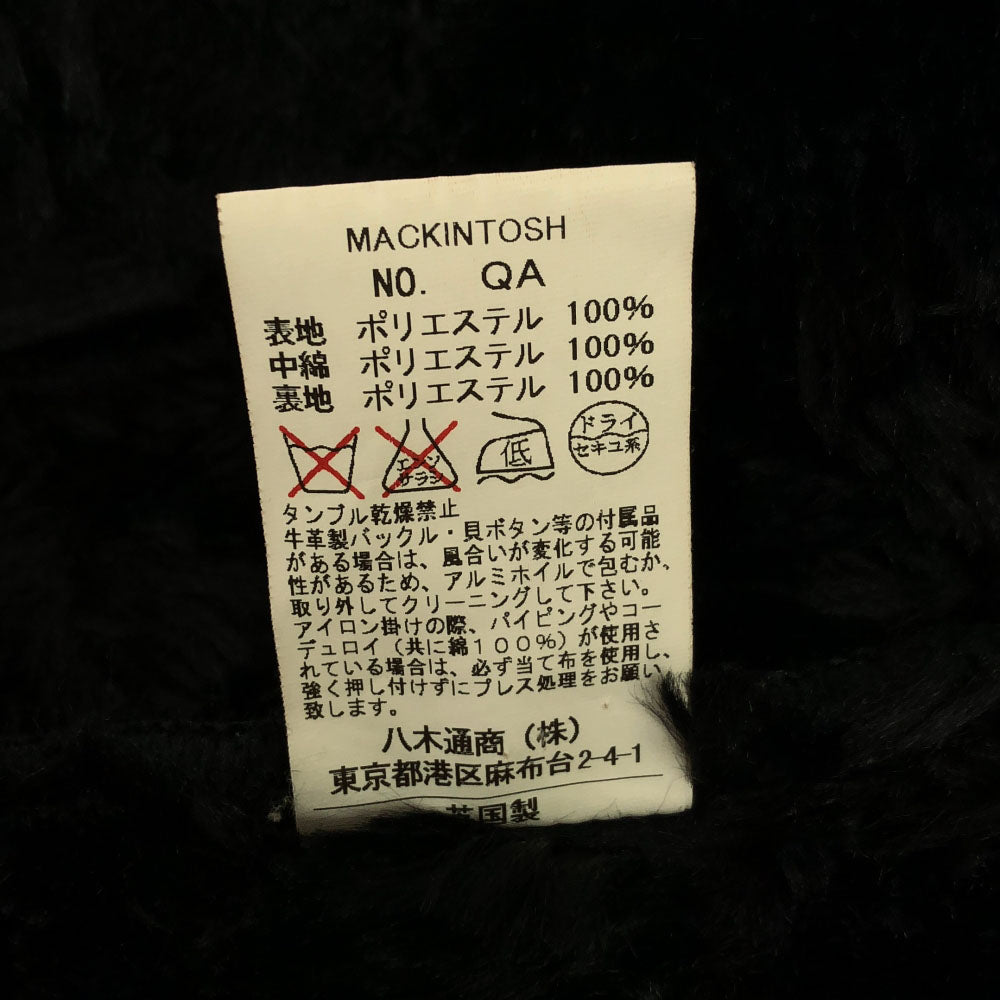 MACKINTOSH
NO. QA
表地 ポリエステル 100%
中綿 ポリエステル 100%
裏地 ポリエステル 100%
エンソ サラシ 低 ドライ セキユ系
タンブル乾燥禁止
牛革製バックル・貝ボタン等の付属品
がある場合は、風合いが変化する可能
性があるため、アルミホイルで包むか、
取り外してクリーニングして下さい。
アイロン掛けの際、パイピングやコー
デュロイ(共に綿100%)が使用さ
れている場合は、必ず当て布を使用し、
強く押し付けずにプレス処理をお願い
致します。
八木通商(株)
東京都港区麻布台2-4-1
英国製